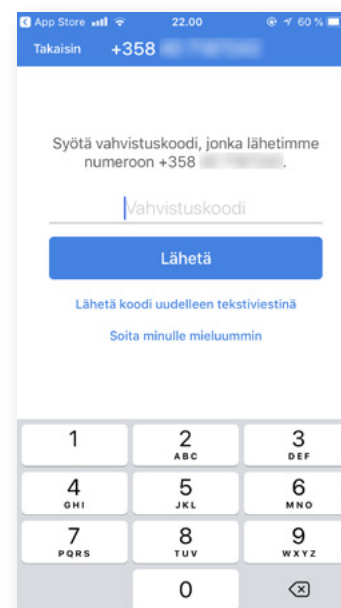 App Store 22.00 60 %
Takaisin +358
Syötä vahvistuskoodi, jonka lähetimme
numeroon +358 .
Vahvistuskoodi
Lähetä
Lähetä koodi uudelleen tekstiviestinä
Soita minulle mieluummin
1 2 3
ABC DEF
4 5 6
GHI JKL MNO
7 8 9
PQRS TUV WXYZ
0